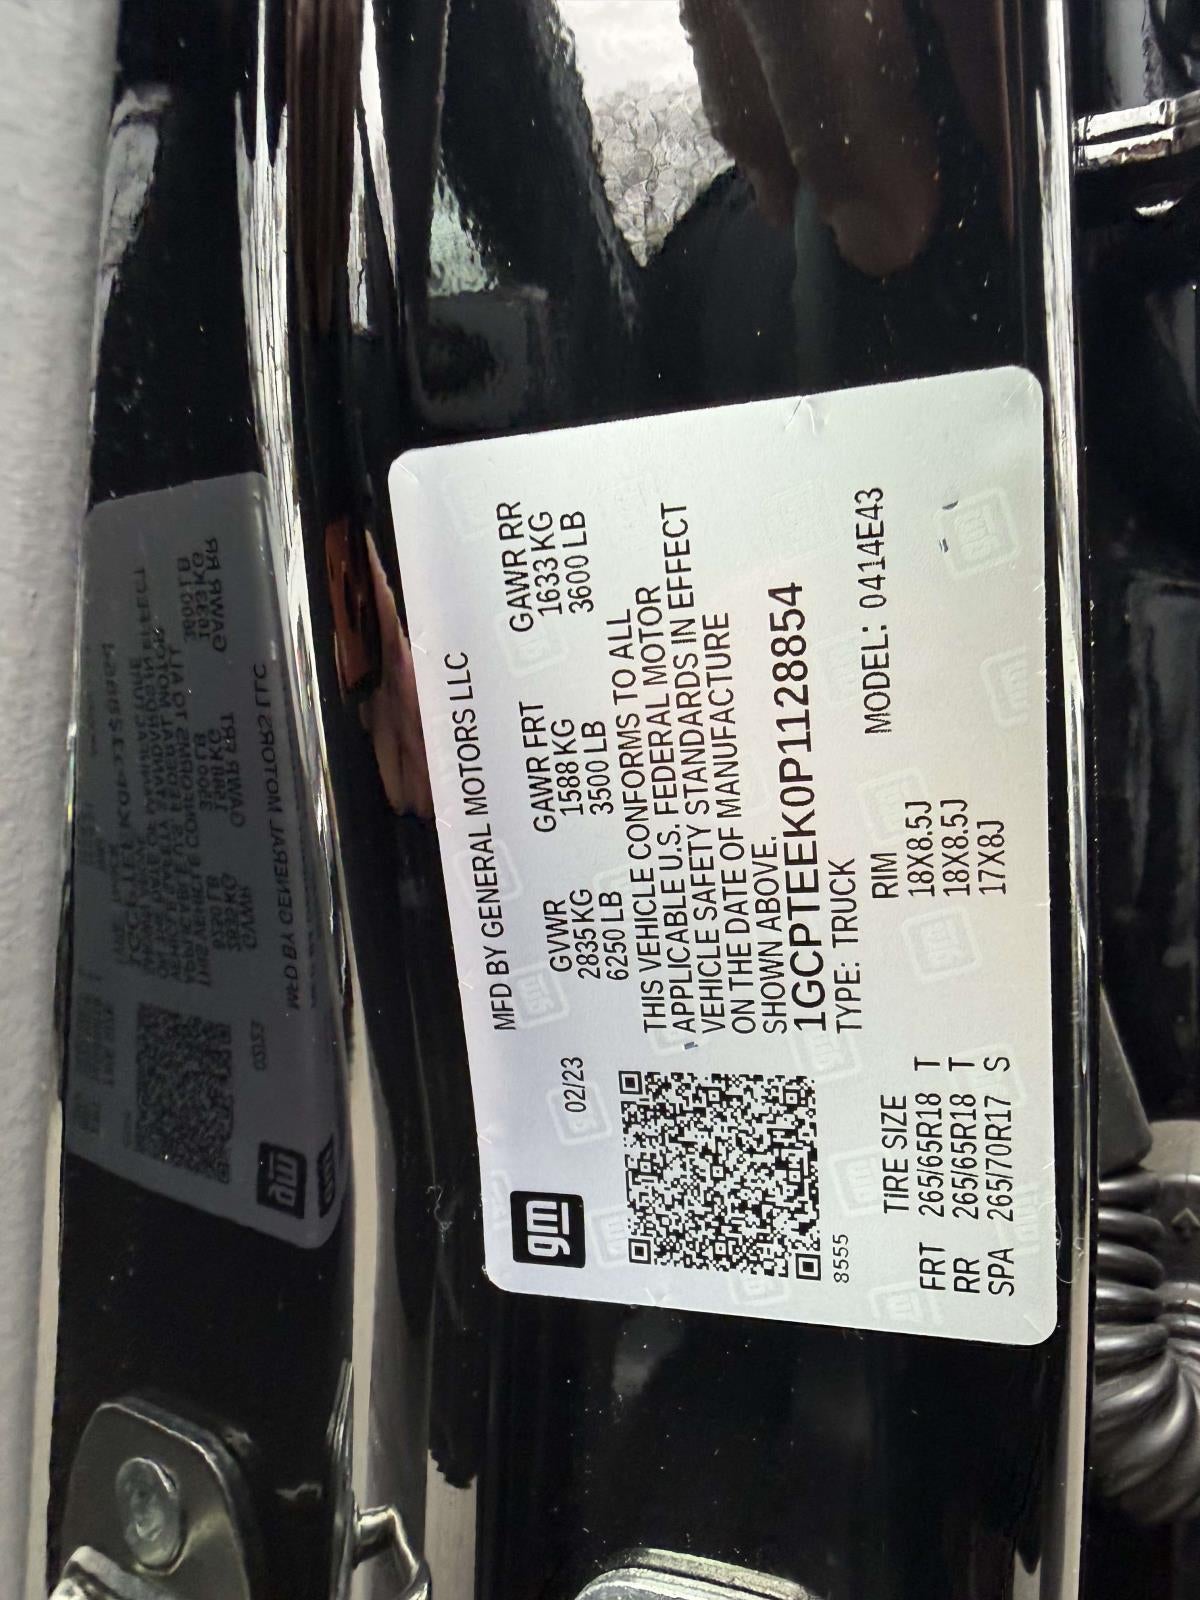 gm
02/23
MFD BY GENERAL MOTORS LLC
GVWR GAWR FRT GAWR RR
2835 KG 1588 KG 1633 KG
6250 LB 3500 LB 3600 LB
THIS VEHICLE CONFORMS TO ALL
APPLICABLE U.S. FEDERAL MOTOR
VEHICLE SAFETY STANDARDS IN EFFECT
ON THE DATE OF MANUFACTURE
SHOWN ABOVE.
1GCPTEEK0P1128854
TYPE: TRUCK MODEL: 0414E43
8555
TIRE SIZE RIM
FRT 265/65R18 T 18X8.5J
RR 265/65R18 T 18X8.5J
SPA 265/70R17 S 17X8J